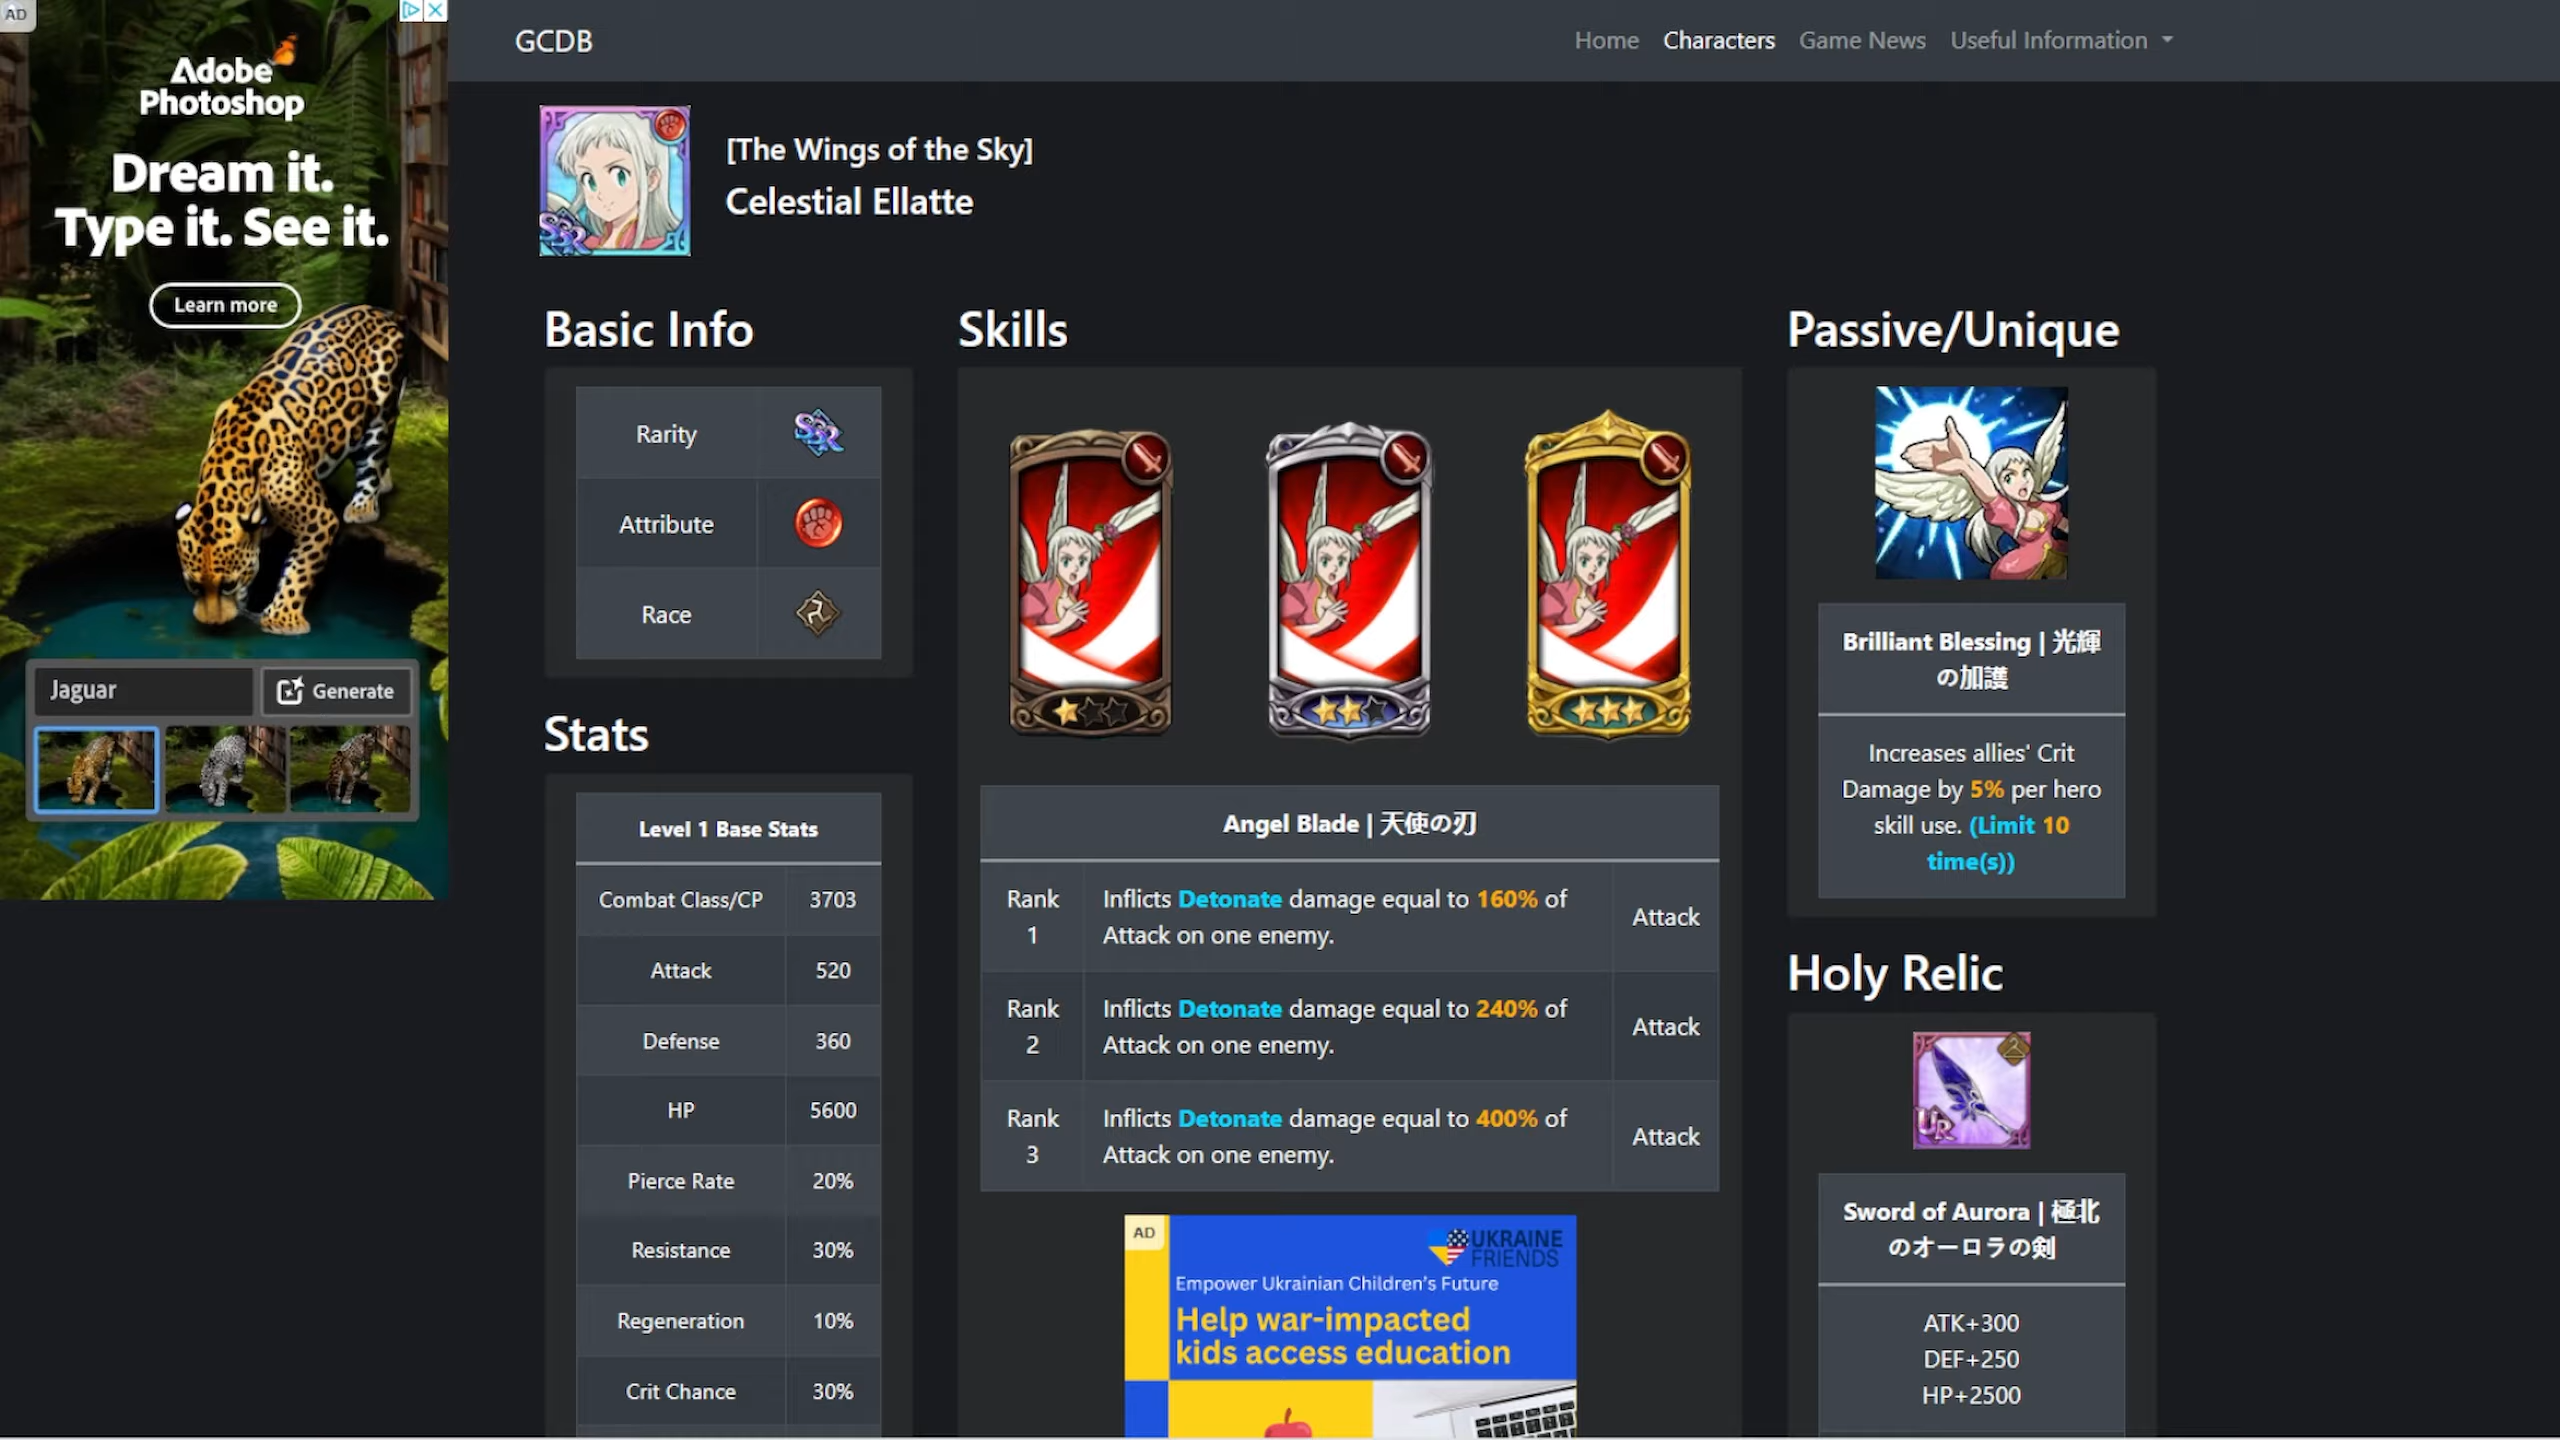 AD
Adobe
Photoshop
Dream it.
Type it. See it.
Learn more
Jaguar
Generate
GCDB
Home
Characters
Game News
Useful Information
[The Wings of the Sky]
Celestial Ellatte
SSR
Basic Info
Rarity
SSR
Attribute
Race
Stats
Level 1 Base Stats
Combat Class/CP 3703
Attack 520
Defense 360
HP 5600
Pierce Rate 20%
Resistance 30%
Regeneration 10%
Crit Chance 30%
Skills
Angel Blade | 天使の刃
Rank
1
Inflicts Detonate damage equal to 160% of
Attack on one enemy.
Attack
Rank
2
Inflicts Detonate damage equal to 240% of
Attack on one enemy.
Attack
Rank
3
Inflicts Detonate damage equal to 400% of
Attack on one enemy.
Attack
AD
UKRAINE
FRIENDS
Empower Ukrainian Children's Future
Help war-impacted
kids access education
Passive/Unique
Brilliant Blessing | 光輝
の加護
Increases allies' Crit
Damage by 5% per hero
skill use. (Limit 10
time(s))
Holy Relic
UR
Sword of Aurora | 極北
のオーロラの剣
ATK+300
DEF+250
HP+2500